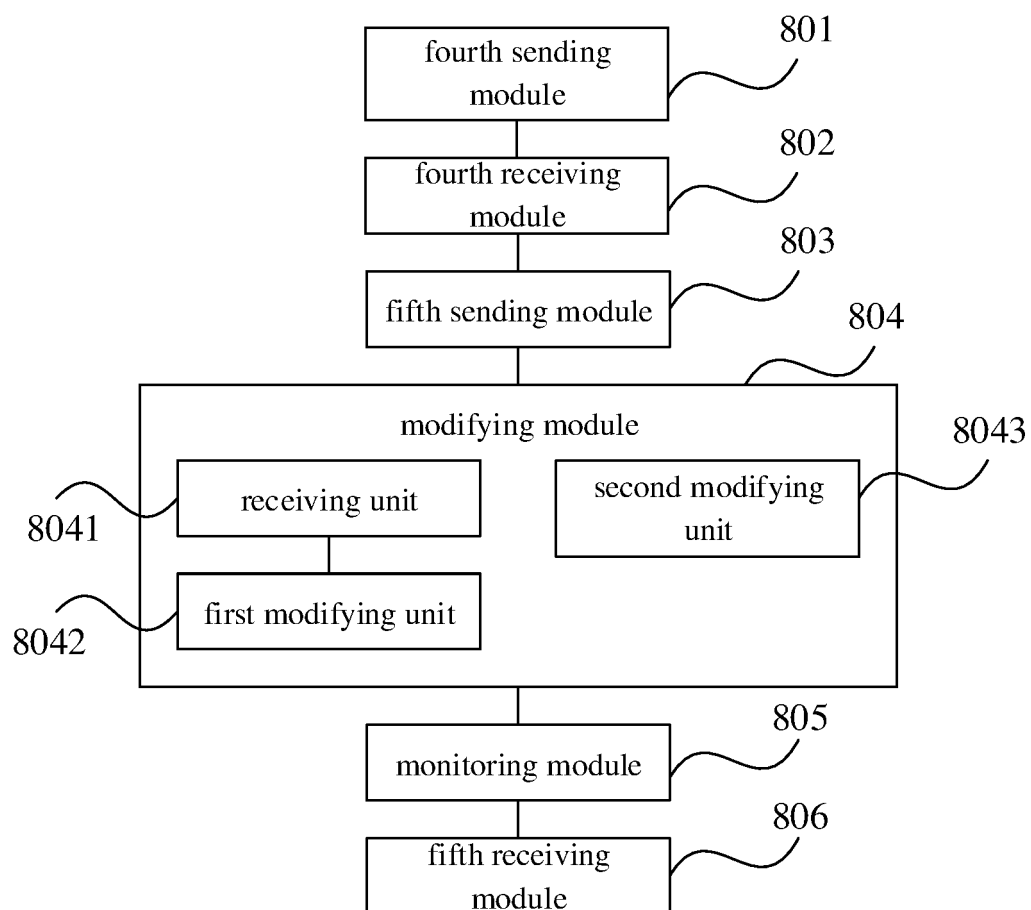 801
fourth sending
module
802
fourth receiving
module
803
fifth sending module
804
modifying module
8043
receiving unit
second modifying
unit
8041
first modifying unit
8042
805
monitoring module
806
fifth receiving
module